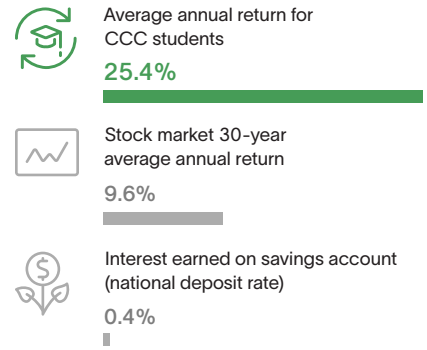 Average annual return for
CCC students
25.4%
Stock market 30-year
average annual return
9.6%
$
Interest earned on savings account
(national deposit rate)
0.4%